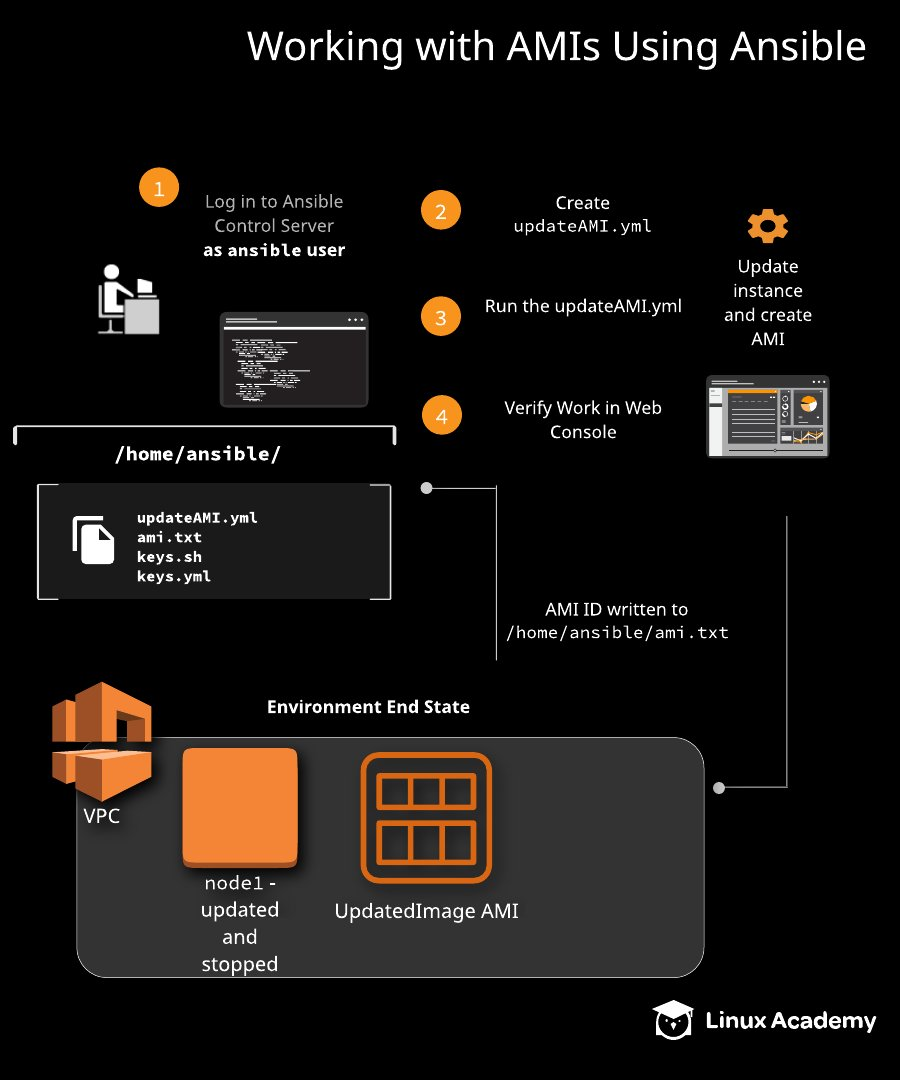 Working with AMIs Using Ansible
1
Log in to Ansible
Control Server
as ansible user
2
Create
updateAMI.yml
3
Run the updateAMI.yml
4
Verify Work in Web
Console
Update
instance
and create
AMI
/home/ansible/
updateAMI.yml
ami.txt
keys.sh
keys.yml
AMI ID written to
/home/ansible/ami.txt
Environment End State
VPC
node1 -
updated
and
stopped
UpdatedImage AMI
Linux Academy